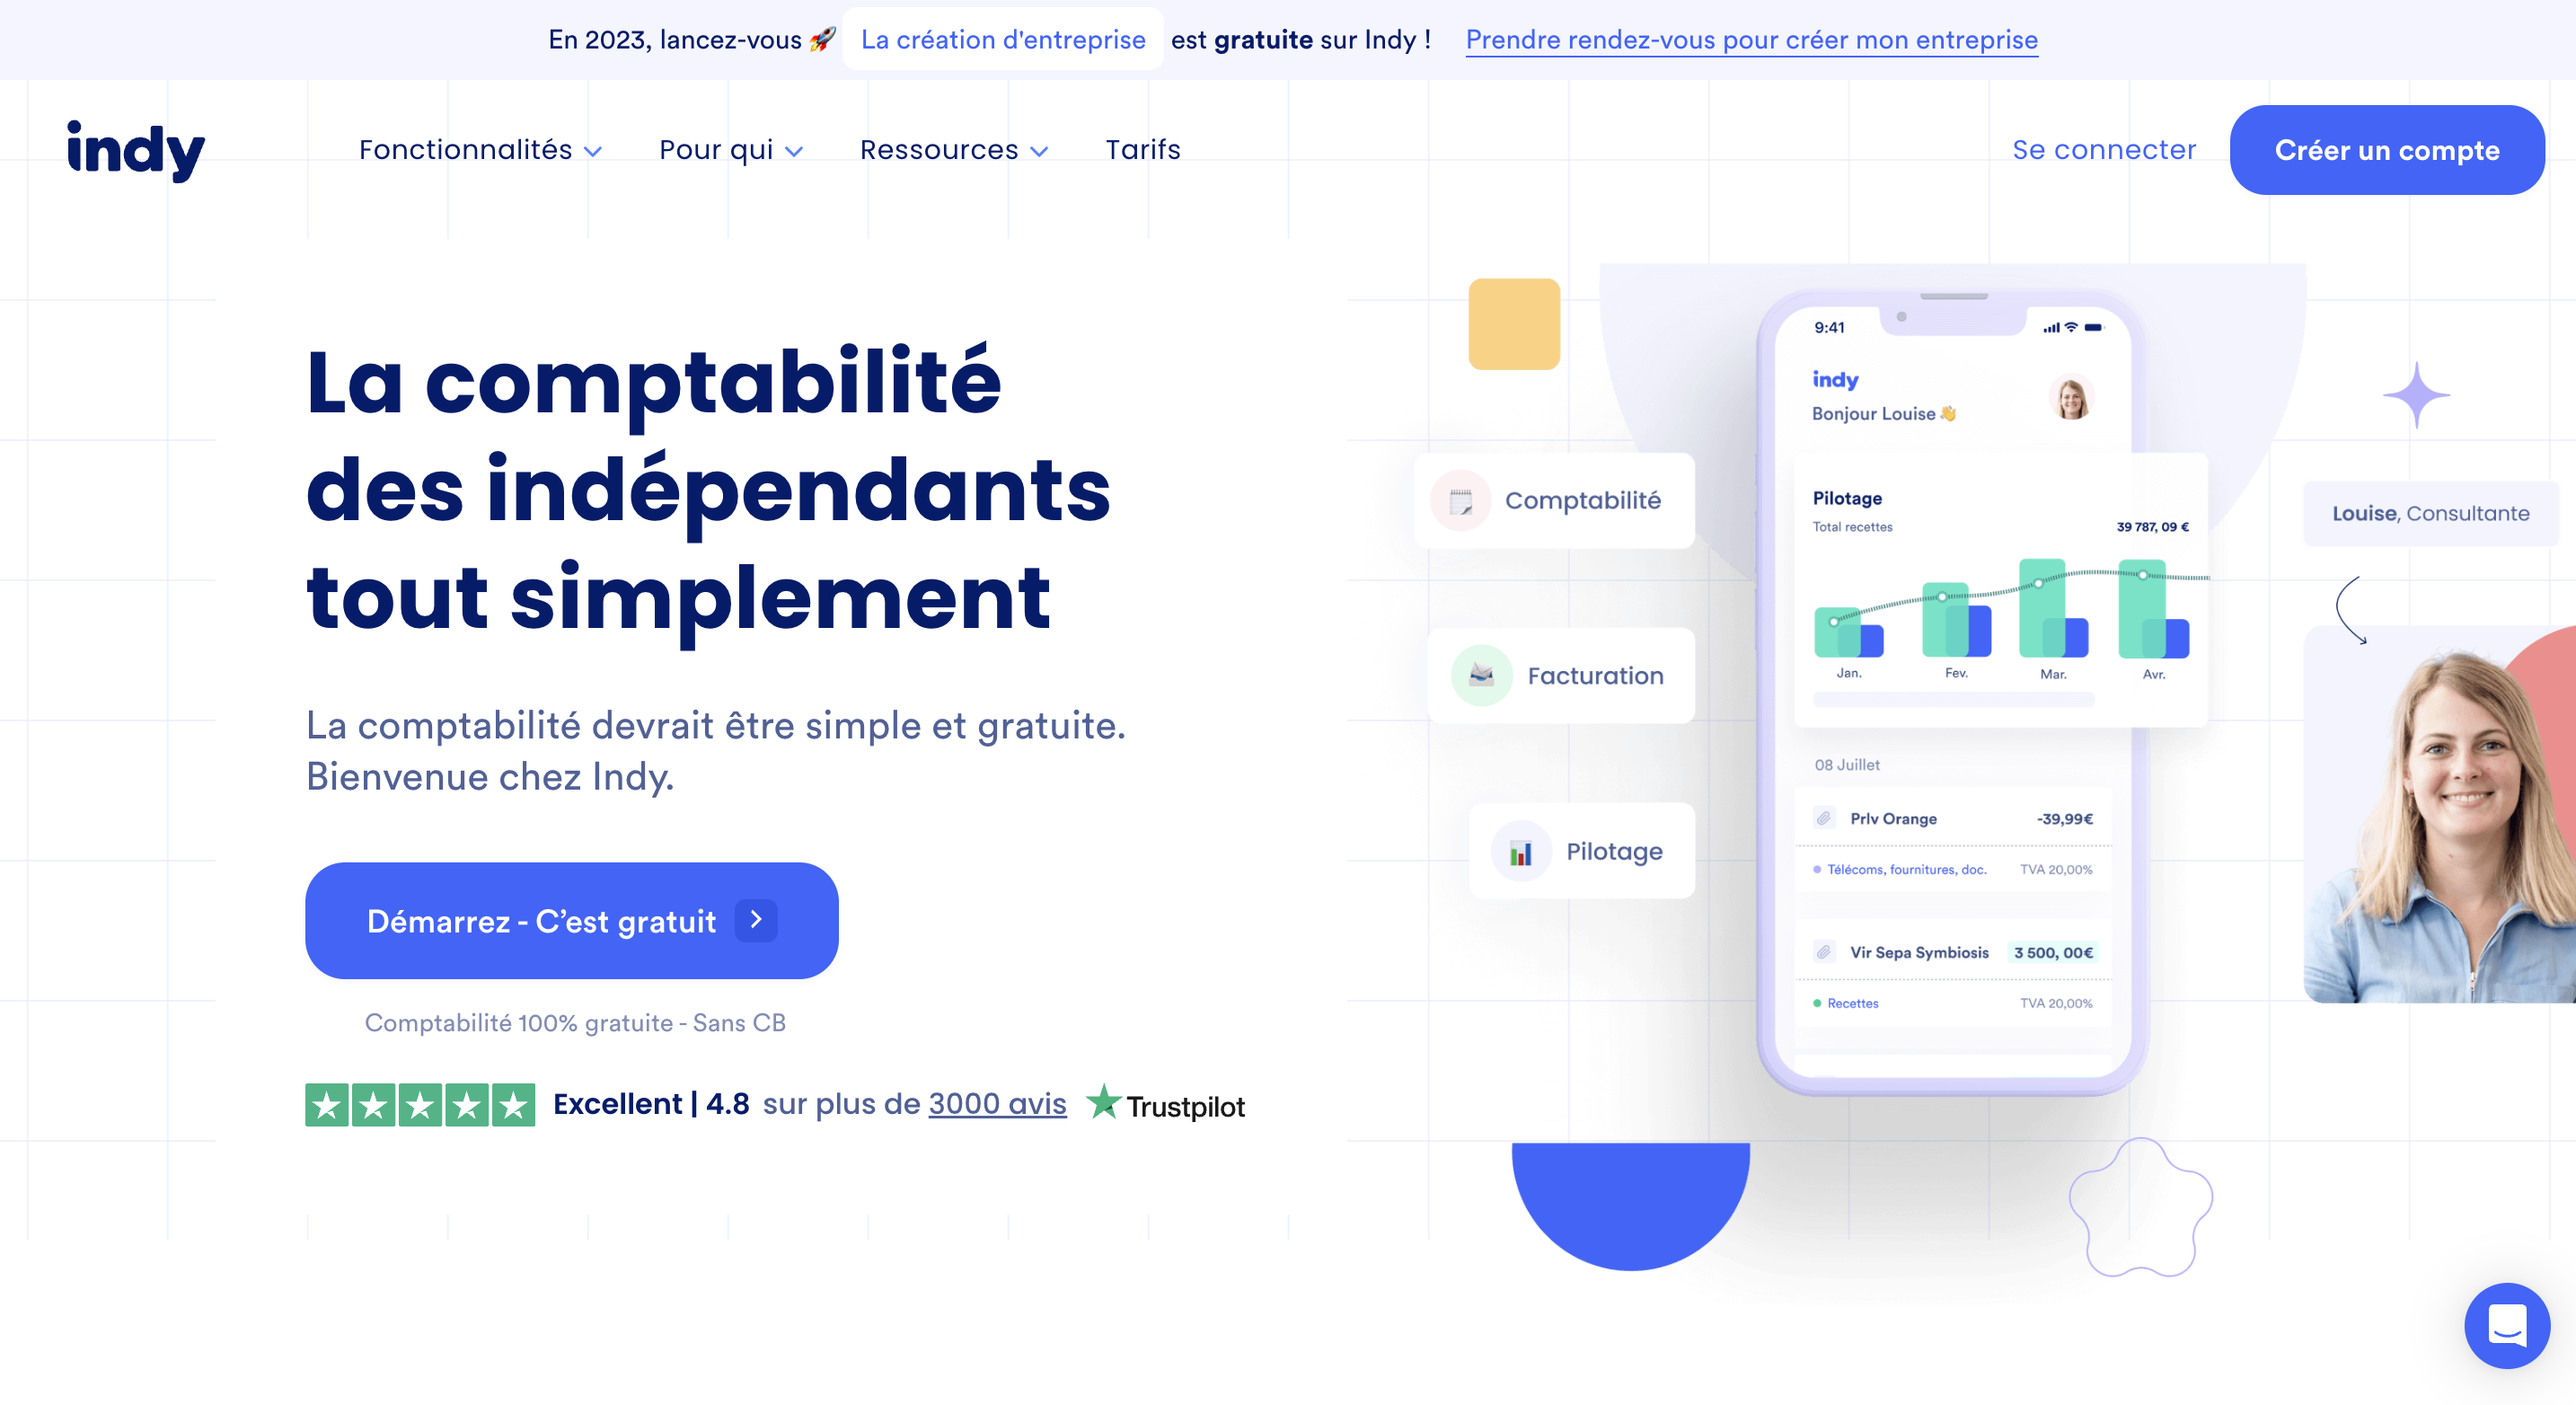 En 2023, lancez-vous 🚀 La création d'entreprise est gratuite sur Indy ! Prendre rendez-vous pour créer mon entreprise
indy
Fonctionnalités
Pour qui
Ressources
Tarifs
Se connecter
Créer un compte
La comptabilité
des indépendants
tout simplement
La comptabilité devrait être simple et gratuite.
Bienvenue chez Indy.
Démarrez - C’est gratuit
Comptabilité 100% gratuite - Sans CB
Excellent | 4.8 sur plus de 3000 avis
Trustpilot
Comptabilité
Facturation
Pilotage
9:41
indy
Bonjour Louise 👋
Pilotage
Total recettes 39 787, 09 €
Jan. Fev. Mar. Avr.
08 Juillet
Prlv Orange -39,99€
Télécoms, fournitures, doc. TVA 20,00%
Vir Sepa Symbiosis 3 500, 00€
Recettes TVA 20,00%
Louise, Consultante